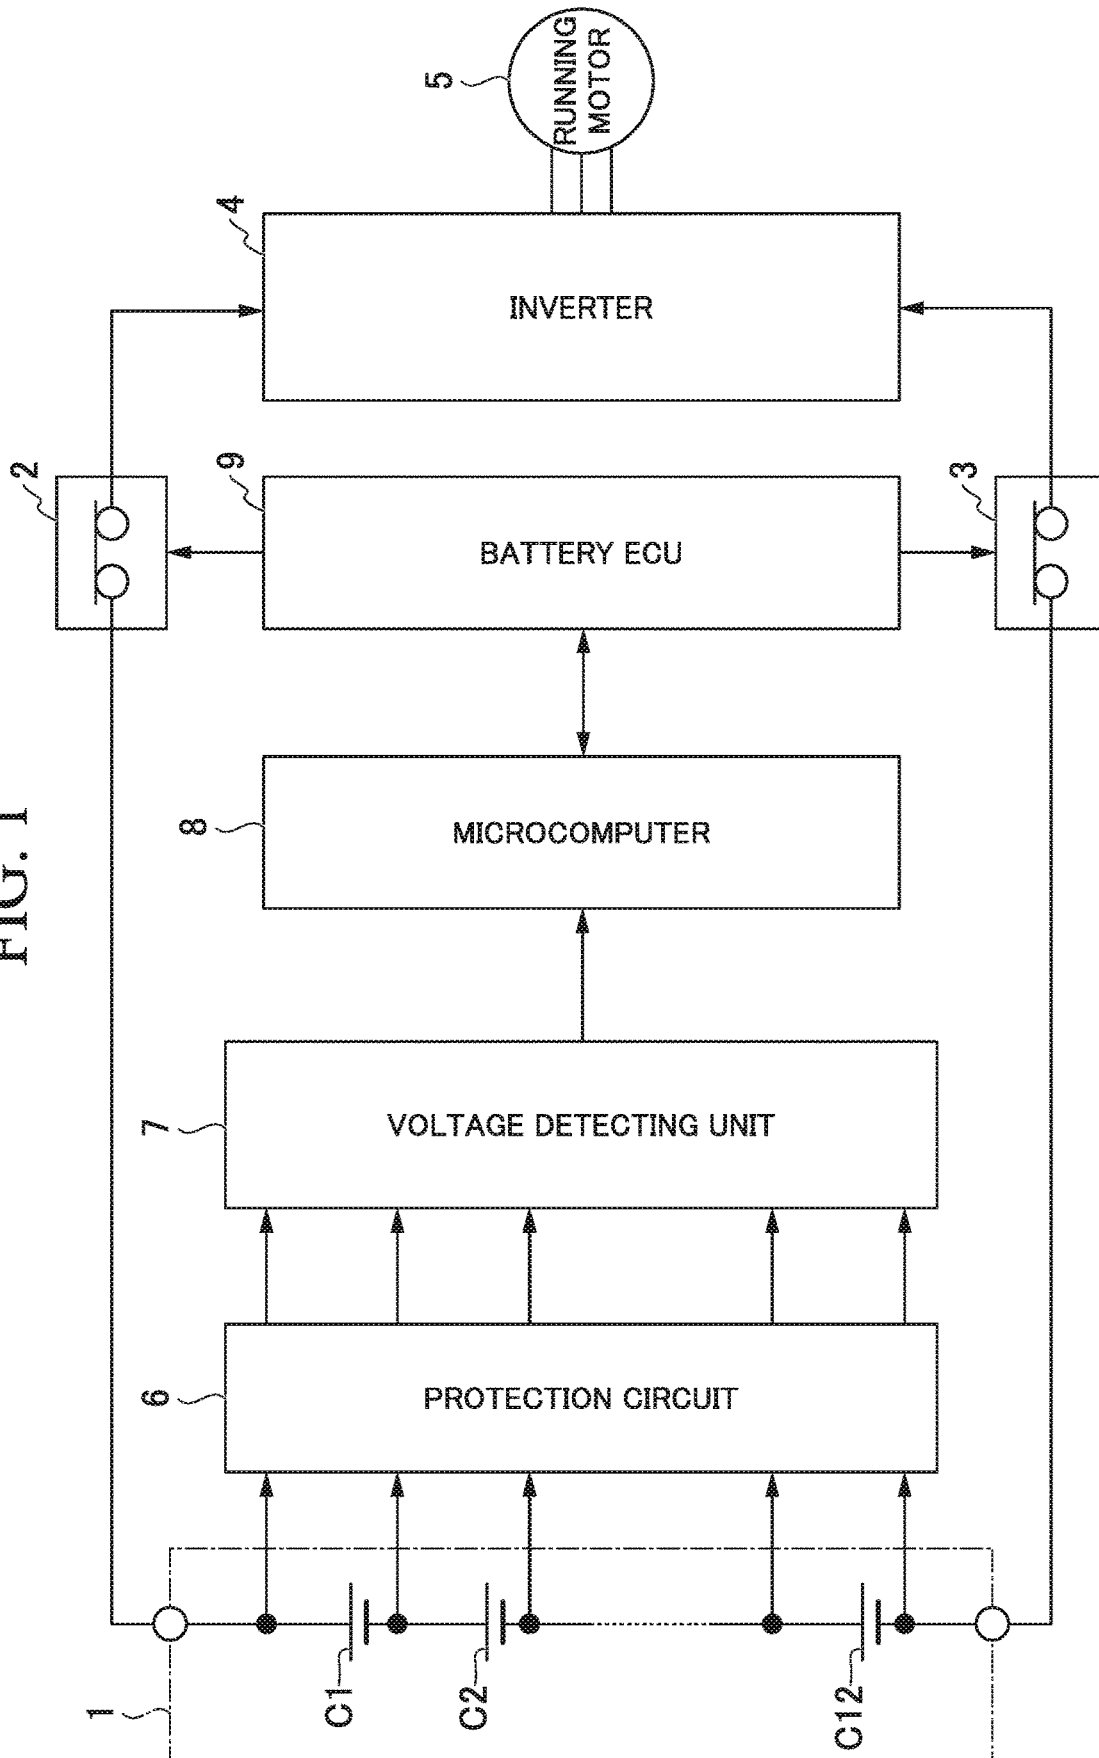 FIG. 1
1
C1
C2
C12
6
PROTECTION CIRCUIT
7
VOLTAGE DETECTING UNIT
8
MICROCOMPUTER
2
9
BATTERY ECU
3
4
INVERTER
5
RUNNING
MOTOR